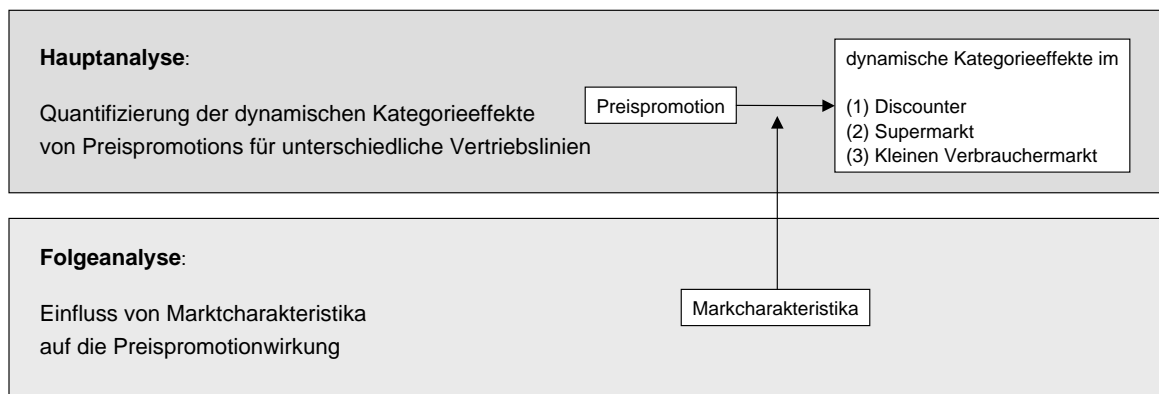 Hauptanalyse:
Quantifizierung der dynamischen Kategorieeffekte
von Preispromotions für unterschiedliche Vertriebslinien
Preispromotion
dynamische Kategorieeffekte im
(1) Discounter
(2) Supermarkt
(3) Kleinen Verbrauchermarkt
Folgeanalyse:
Einfluss von Marktcharakteristika
auf die Preispromotionwirkung
Markcharakteristika